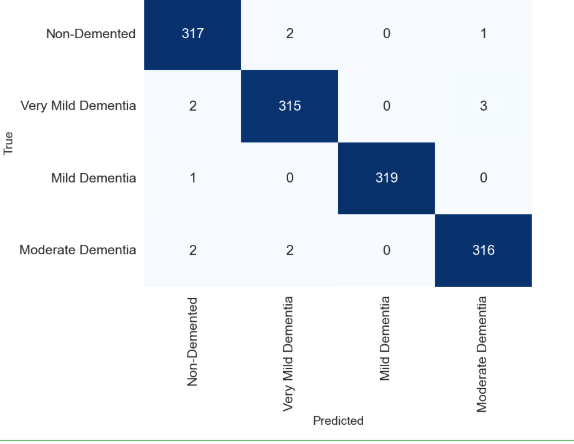 Non-Demented 317 2 0 1
Very Mild Dementia 2 315 0 3
Mild Dementia 1 0 319 0
Moderate Dementia 2 2 0 316
True
Non-Demented
Very Mild Dementia
Mild Dementia
Moderate Dementia
Predicted